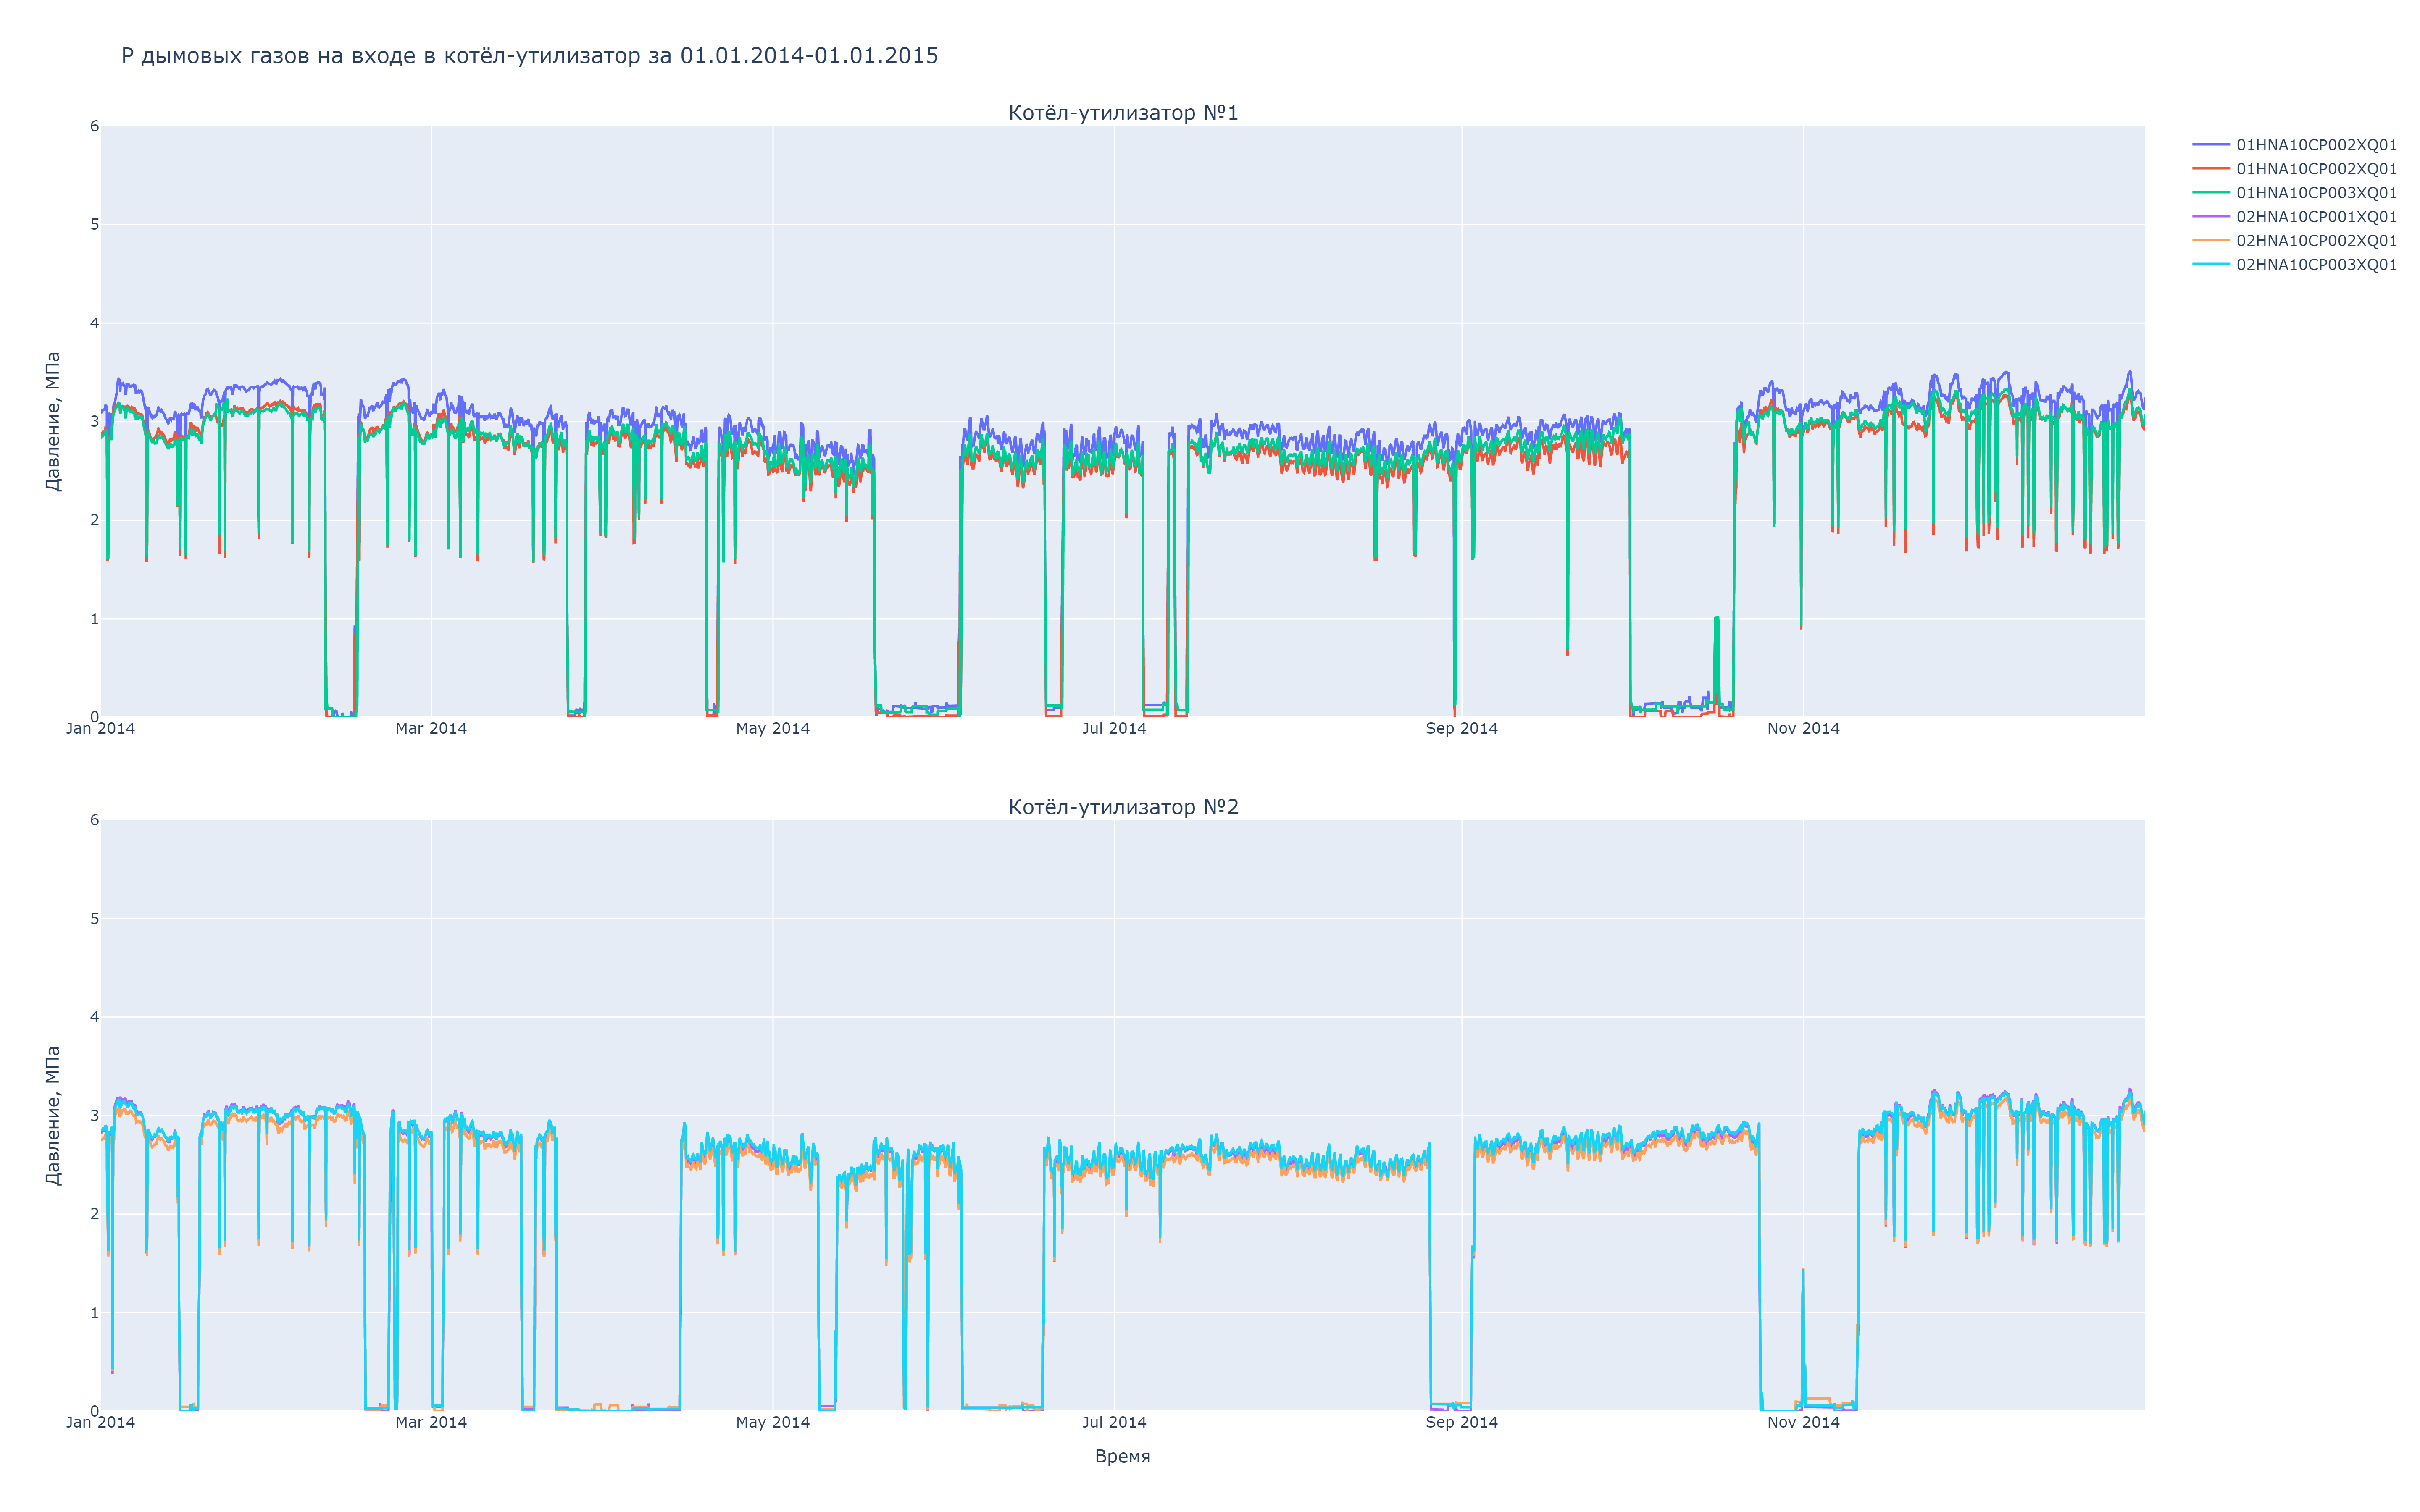 P дымовых газов на входе в котёл-утилизатор за 01.01.2014-01.01.2015
Котёл-утилизатор №1
6
5
4
3
2
1
0
Давление, МПа
Jan 2014
Mar 2014
May 2014
Jul 2014
Sep 2014
Nov 2014
01HNA10CP002XQ01
01HNA10CP002XQ01
01HNA10CP003XQ01
02HNA10CP001XQ01
02HNA10CP002XQ01
02HNA10CP003XQ01
Котёл-утилизатор №2
6
5
4
3
2
1
0
Давление, МПа
Jan 2014
Mar 2014
May 2014
Jul 2014
Sep 2014
Nov 2014
Время